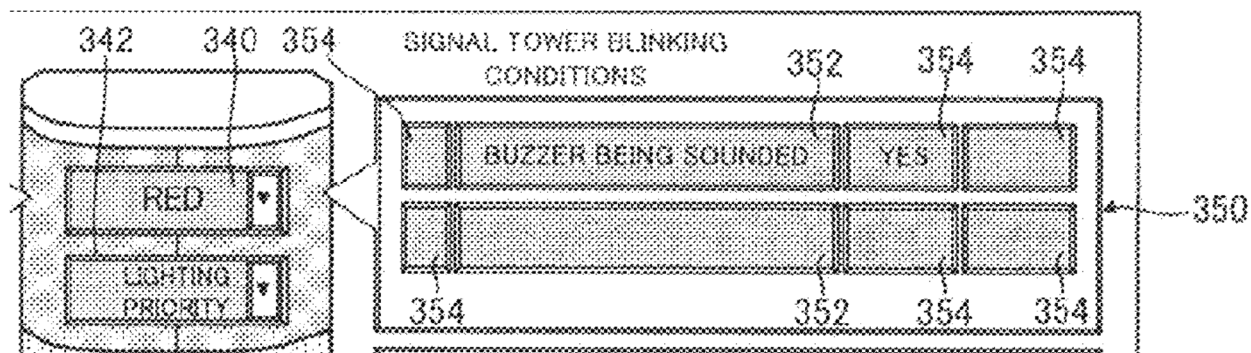 342 340 354 SIGNAL TOWER BLINKING
CONDITIONS 352 354 354
BUZZER BEING SOUNDED YES
RED
350
LIGHTING
PRIORITY
354 352 354 354